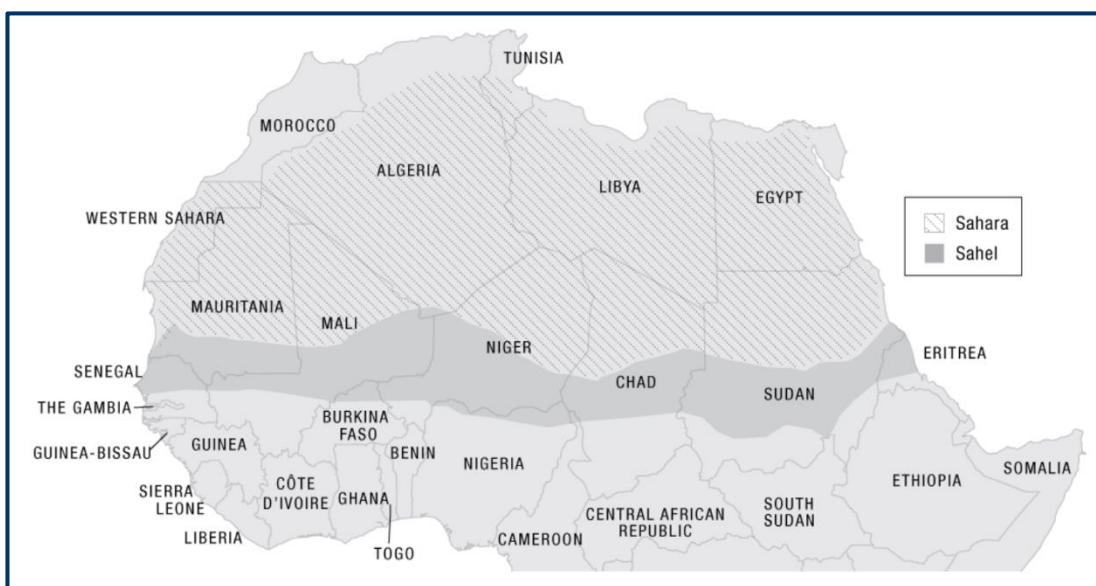 TUNISIA
MOROCCO
ALGERIA
LIBYA
EGYPT
WESTERN SAHARA
Sahara
Sahel
MAURITANIA
MALI
NIGER
CHAD
SUDAN
ERITREA
SENEGAL
THE GAMBIA
GUINEA-BISSAU
GUINEA
BURKINA
FASO
BENIN
NIGERIA
SIERRA
LEONE
CÔTE
D'IVOIRE
GHANA
LIBERIA
TOGO
CAMEROON
CENTRAL AFRICAN
REPUBLIC
SOUTH
SUDAN
ETHIOPIA
SOMALIA